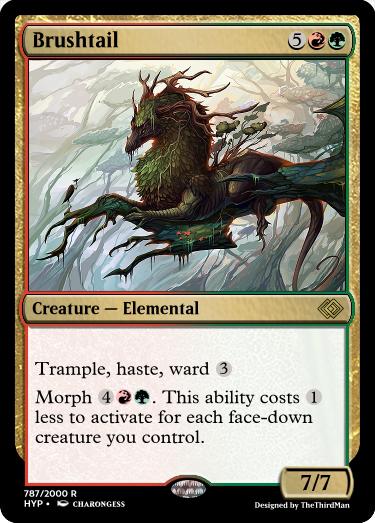 Brushtail 5
Creature — Elemental
Trample, haste, ward 3
Morph 4. This ability costs 1
less to activate for each face-down
creature you control.
7/7
787/2000 R
HYP • CHARONGESS
Designed by TheThirdMan